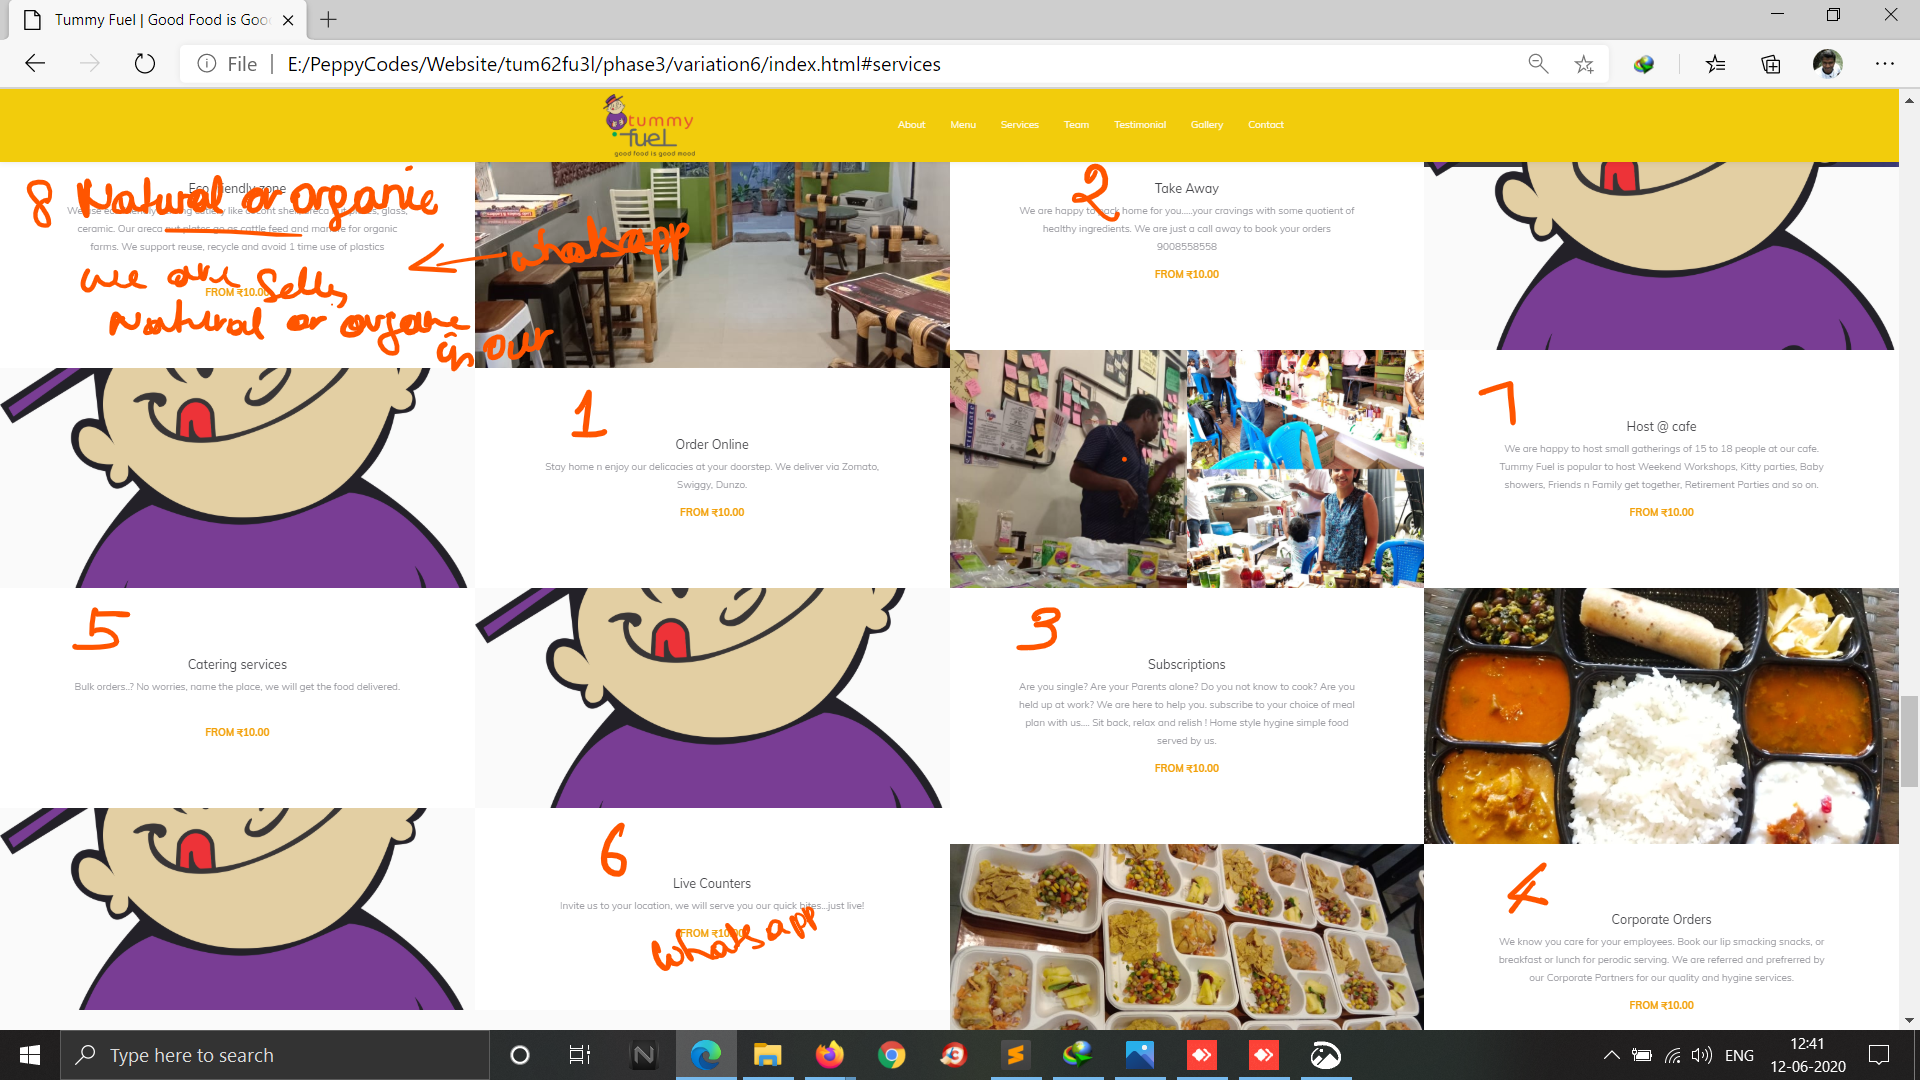 Tummy Fuel | Good Food is Goo
File
E:/PeppyCodes/Website/tum62fu3l/phase3/variation6/index.html#services
tummy
fuel
good food is good mood
About Menu Services Team Testimonial Gallery Contact
8 Natural or organic
we are selling
Natural or organic
in our
whatsapp
Eco friendly zone
ceramic. Our areca nut plates go as cattle feed and manure for organic
farms. We support reuse, recycle and avoid 1 time use of plastics
FROM ₹10.00
2
Take Away
We are happy to pack home for you.....your cravings with some quotient of
healthy ingredients. We are just a call away to book your orders
9008558558
FROM ₹10.00
1
Order Online
Stay home n enjoy our delicacies at your doorstep. We deliver via Zomato,
Swiggy, Dunzo.
FROM ₹10.00
7
Host @ cafe
We are happy to host small gatherings of 15 to 18 people at our cafe.
Tummy Fuel is popular to host Weekend Workshops, Kitty parties, Baby
showers, Friends n Family get together, Retirement Parties and so on.
FROM ₹10.00
5
Catering services
Bulk orders..? No worries, name the place, we will get the food delivered.
FROM ₹10.00
3
Subscriptions
Are you single? Are your Parents alone? Do you not know to cook? Are you
held up at work? We are here to help you. subscribe to your choice of meal
plan with us.... Sit back, relax and relish ! Home style hygine simple food
served by us.
FROM ₹10.00
6
Live Counters
Invite us to your location, we will serve you our quick bites...just live!
FROM ₹10.00
whatsapp
4
Corporate Orders
We know you care for your employees. Book our lip smacking snacks, or
breakfast or lunch for perodic serving. We are referred and prefrerred by
our Corporate Partners for our quality and hygine services.
FROM ₹10.00
Type here to search
ENG
12:41
12-06-2020